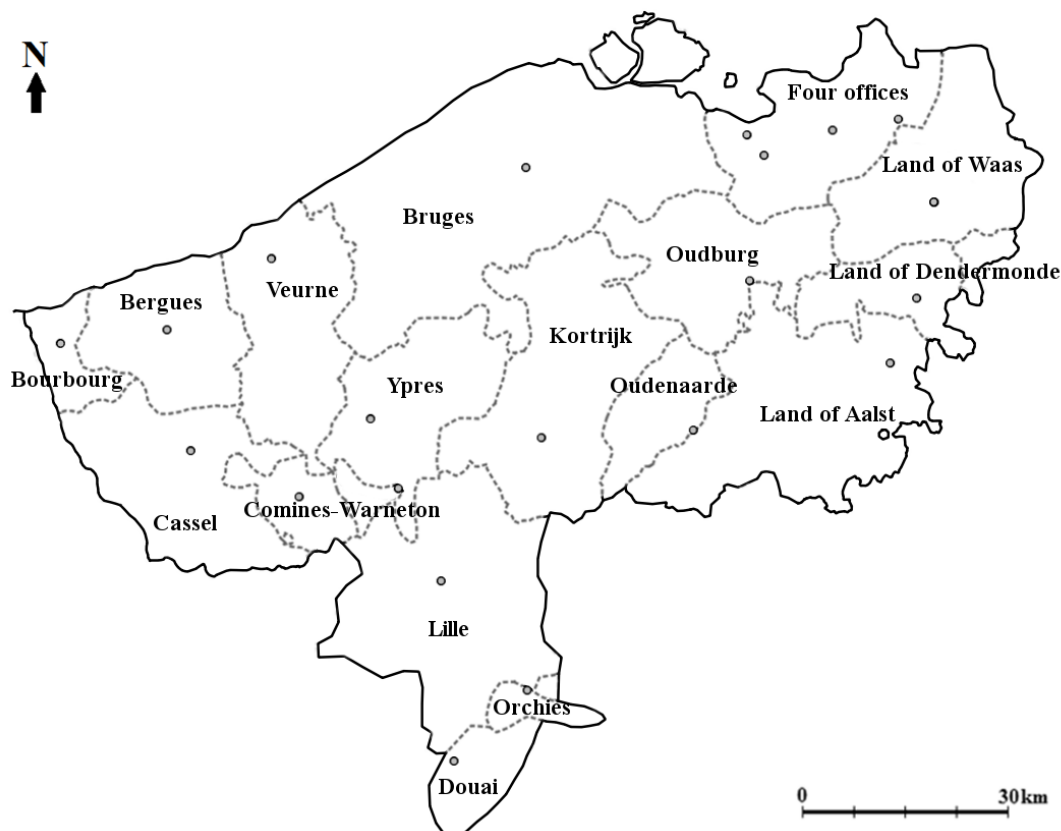 N
Four offices
Land of Waas
Bruges
Oudburg
Land of Dendermonde
Veurne
Bergues
Kortrijk
Bourbourg
Ypres
Oudenaarde
Land of Aalst
Comines-Warneton
Cassel
Lille
Orchies
Douai
0 30km